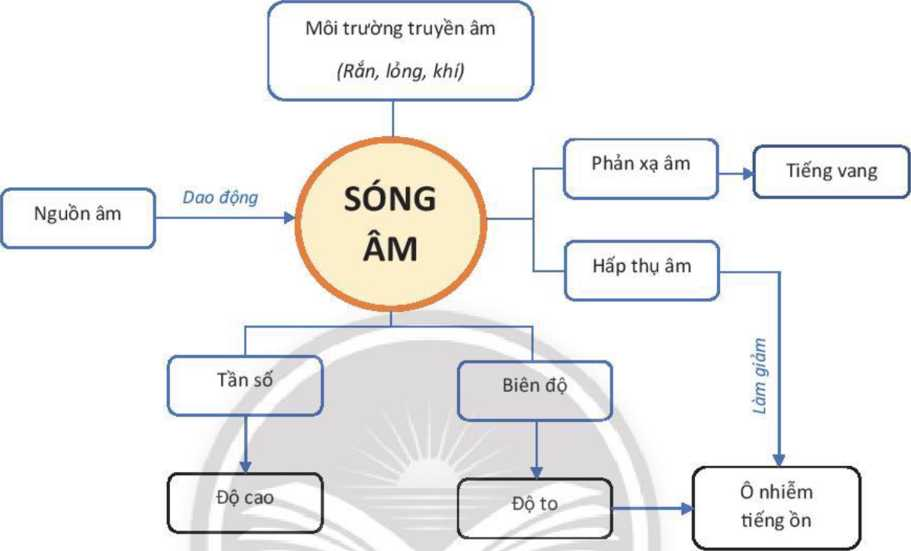 Môi trường truyền âm
(Rắn, lỏng, khí)
Phản xạ âm
Tiếng vang
Nguồn âm
Dao động
SÓNG
ÂM
Hấp thụ âm
Làm giảm
Tần số
Biên độ
Độ cao
Độ to
Ô nhiễm
tiếng ồn